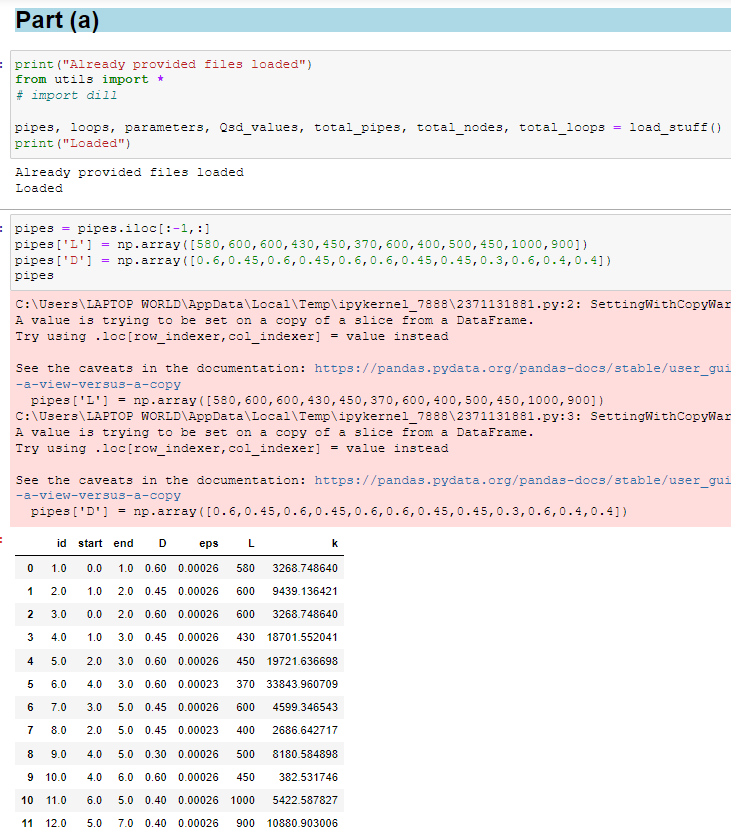 Part (a)
print("Already provided files loaded")
from utils import *
# import dill
pipes, loops, parameters, Qsd_values, total_pipes, total_nodes, total_loops = load_stuff()
print("Loaded")
Already provided files loaded
Loaded
pipes = pipes.iloc[:-1,:]
pipes['L'] = np.array([580,600,600,430,450,370,600,400,500,450,1000,900])
pipes['D'] = np.array([0.6,0.45,0.6,0.45,0.6,0.6,0.45,0.45,0.3,0.6,0.4,0.4])
pipes
C:\Users\LAPTOP WORLD\AppData\Local\Temp\ipykernel_7888\2371131881.py:2: SettingWithCopyWar
A value is trying to be set on a copy of a slice from a DataFrame.
Try using .loc[row_indexer,col_indexer] = value instead
See the caveats in the documentation: https://pandas.pydata.org/pandas-docs/stable/user_gui
-a-view-versus-a-copy
pipes['L'] = np.array([580,600,600,430,450,370,600,400,500,450,1000,900])
C:\Users\LAPTOP WORLD\AppData\Local\Temp\ipykernel_7888\2371131881.py:3: SettingWithCopyWar
A value is trying to be set on a copy of a slice from a DataFrame.
Try using .loc[row_indexer,col_indexer] = value instead
See the caveats in the documentation: https://pandas.pydata.org/pandas-docs/stable/user_gui
-a-view-versus-a-copy
pipes['D'] = np.array([0.6,0.45,0.6,0.45,0.6,0.6,0.45,0.45,0.3,0.6,0.4,0.4])
id start end D eps L k
0 1.0 0.0 1.0 0.60 0.00026 580 3268.748640
1 2.0 1.0 2.0 0.45 0.00026 600 9439.136421
2 3.0 0.0 2.0 0.60 0.00026 600 3268.748640
3 4.0 1.0 3.0 0.45 0.00026 430 18701.552041
4 5.0 2.0 3.0 0.60 0.00026 450 19721.636698
5 6.0 4.0 3.0 0.60 0.00023 370 33843.960709
6 7.0 3.0 5.0 0.45 0.00026 600 4599.346543
7 8.0 2.0 5.0 0.45 0.00023 400 2686.642717
8 9.0 4.0 5.0 0.30 0.00026 500 8180.584898
9 10.0 4.0 6.0 0.60 0.00026 450 382.531746
10 11.0 6.0 5.0 0.40 0.00026 1000 5422.587827
11 12.0 5.0 7.0 0.40 0.00026 900 10880.903006